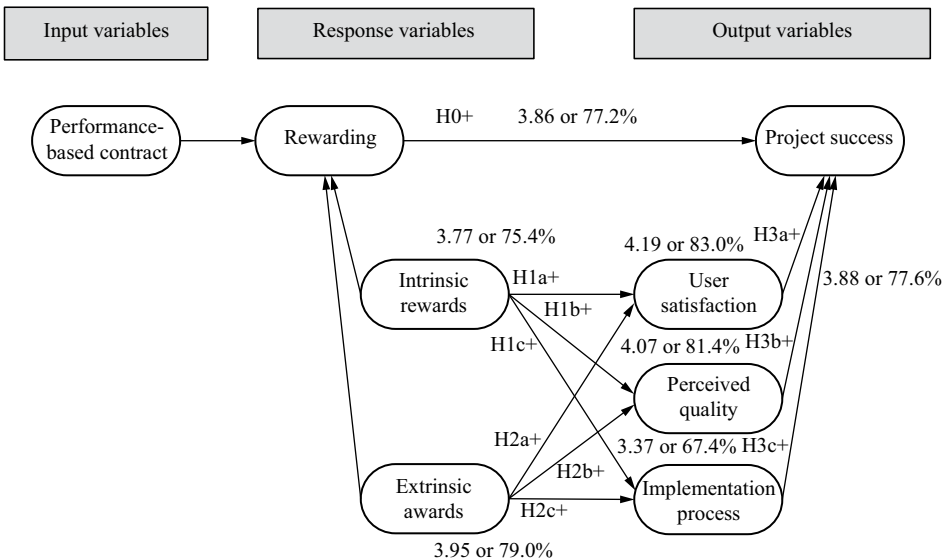 Input variables
Response variables
Output variables
Performance-
based contract
Rewarding
H0+
3.86 or 77.2%
Project success
3.77 or 75.4%
4.19 or 83.0%
H3a+
Intrinsic
rewards
H1a+
User
satisfaction
3.88 or 77.6%
H1b+
H1c+
4.07 or 81.4%
H3b+
Perceived
quality
H2a+
3.37 or 67.4%
H3c+
H2b+
Extrinsic
awards
H2c+
Implementation
process
3.95 or 79.0%